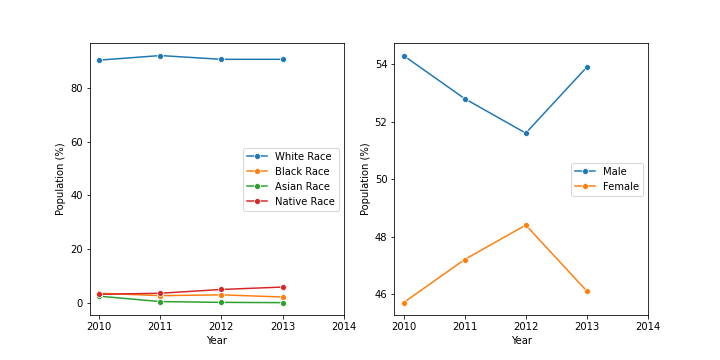 Population (%)
80
60
40
20
0
2010 2011 2012 2013 2014
Year
White Race
Black Race
Asian Race
Native Race
Population (%)
54
52
50
48
46
2010 2011 2012 2013 2014
Year
Male
Female